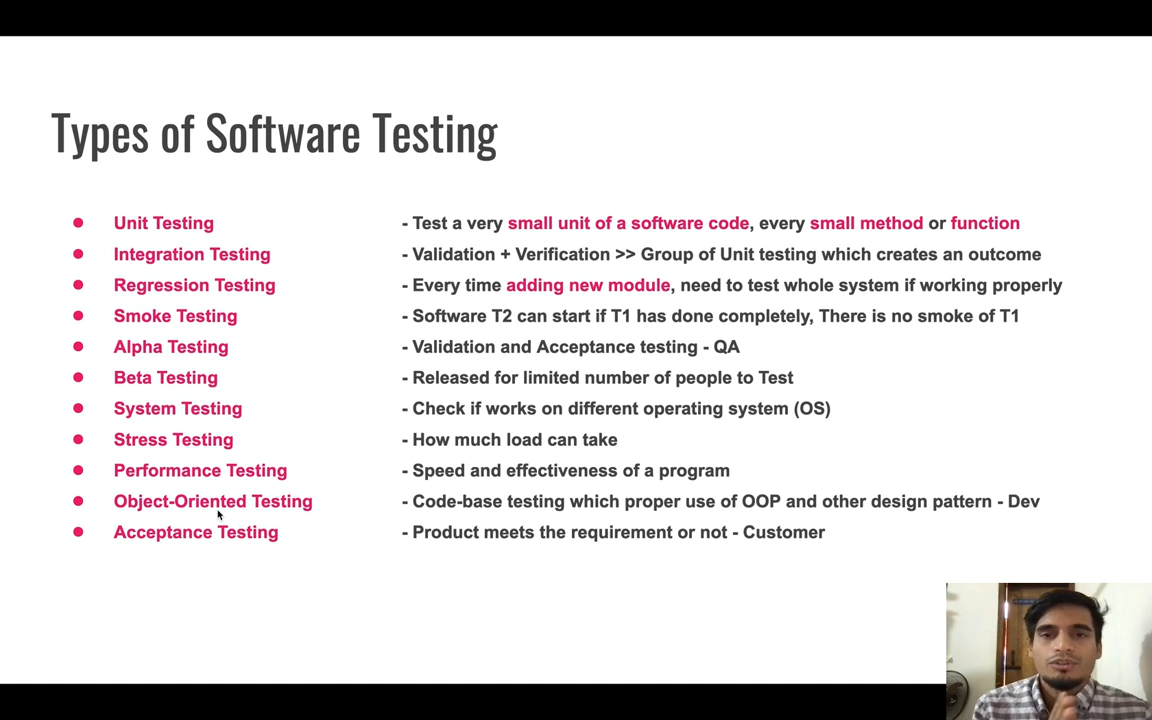 Types of Software Testing
Unit Testing - Test a very small unit of a software code, every small method or function
Integration Testing - Validation + Verification >> Group of Unit testing which creates an outcome
Regression Testing - Every time adding new module, need to test whole system if working properly
Smoke Testing - Software T2 can start if T1 has done completely, There is no smoke of T1
Alpha Testing - Validation and Acceptance testing - QA
Beta Testing - Released for limited number of people to Test
System Testing - Check if works on different operating system (OS)
Stress Testing - How much load can take
Performance Testing - Speed and effectiveness of a program
Object-Oriented Testing - Code-base testing which proper use of OOP and other design pattern - Dev
Acceptance Testing - Product meets the requirement or not - Customer